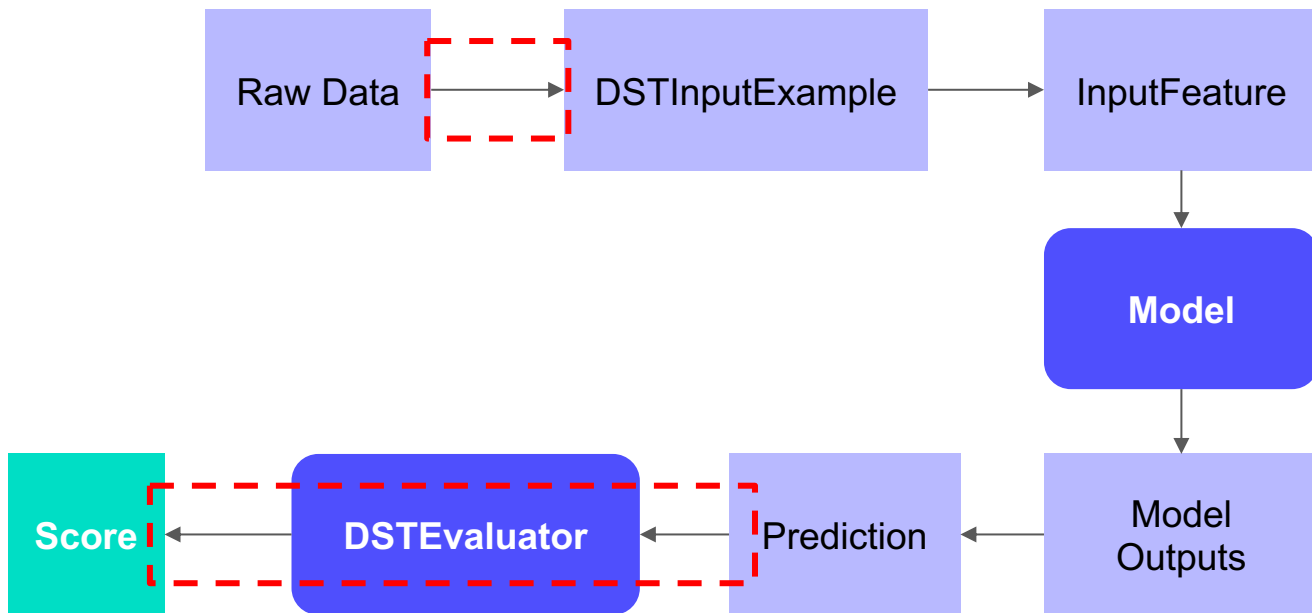 Raw Data
DSTInputExample
InputFeature
Model
Score
DSTEvaluator
Prediction
Model
Outputs